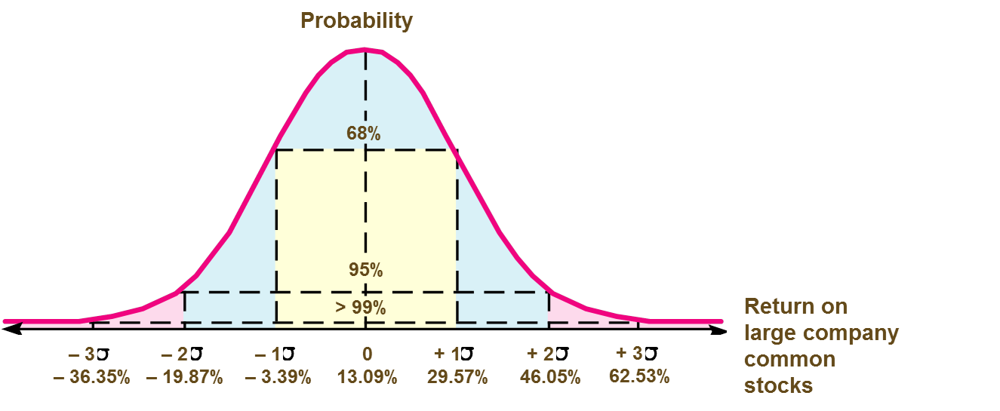 Probability
68%
95%
> 99%
– 3σ – 2σ – 1σ 0 + 1σ + 2σ + 3σ
– 36.35% – 19.87% – 3.39% 13.09% 29.57% 46.05% 62.53%
Return on
large company
common
stocks